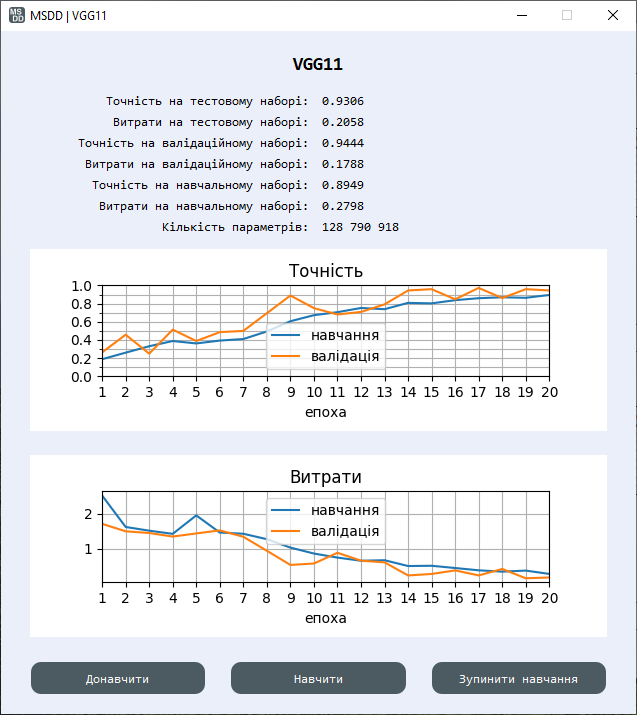 MS
DD
MSDD | VGG11
VGG11
Точність на тестовому наборі: 0.9306
Витрати на тестовому наборі: 0.2058
Точність на валідаційному наборі: 0.9444
Витрати на валідаційному наборі: 0.1788
Точність на навчальному наборі: 0.8949
Витрати на навчальному наборі: 0.2798
Кількість параметрів: 128 790 918
Точність
1.0
0.8
0.6
0.4
0.2
0.0
навчання
валідація
1 2 3 4 5 6 7 8 9 10 11 12 13 14 15 16 17 18 19 20
епоха
Витрати
2
1
навчання
валідація
1 2 3 4 5 6 7 8 9 10 11 12 13 14 15 16 17 18 19 20
епоха
Донавчити Навчити Зупинити навчання